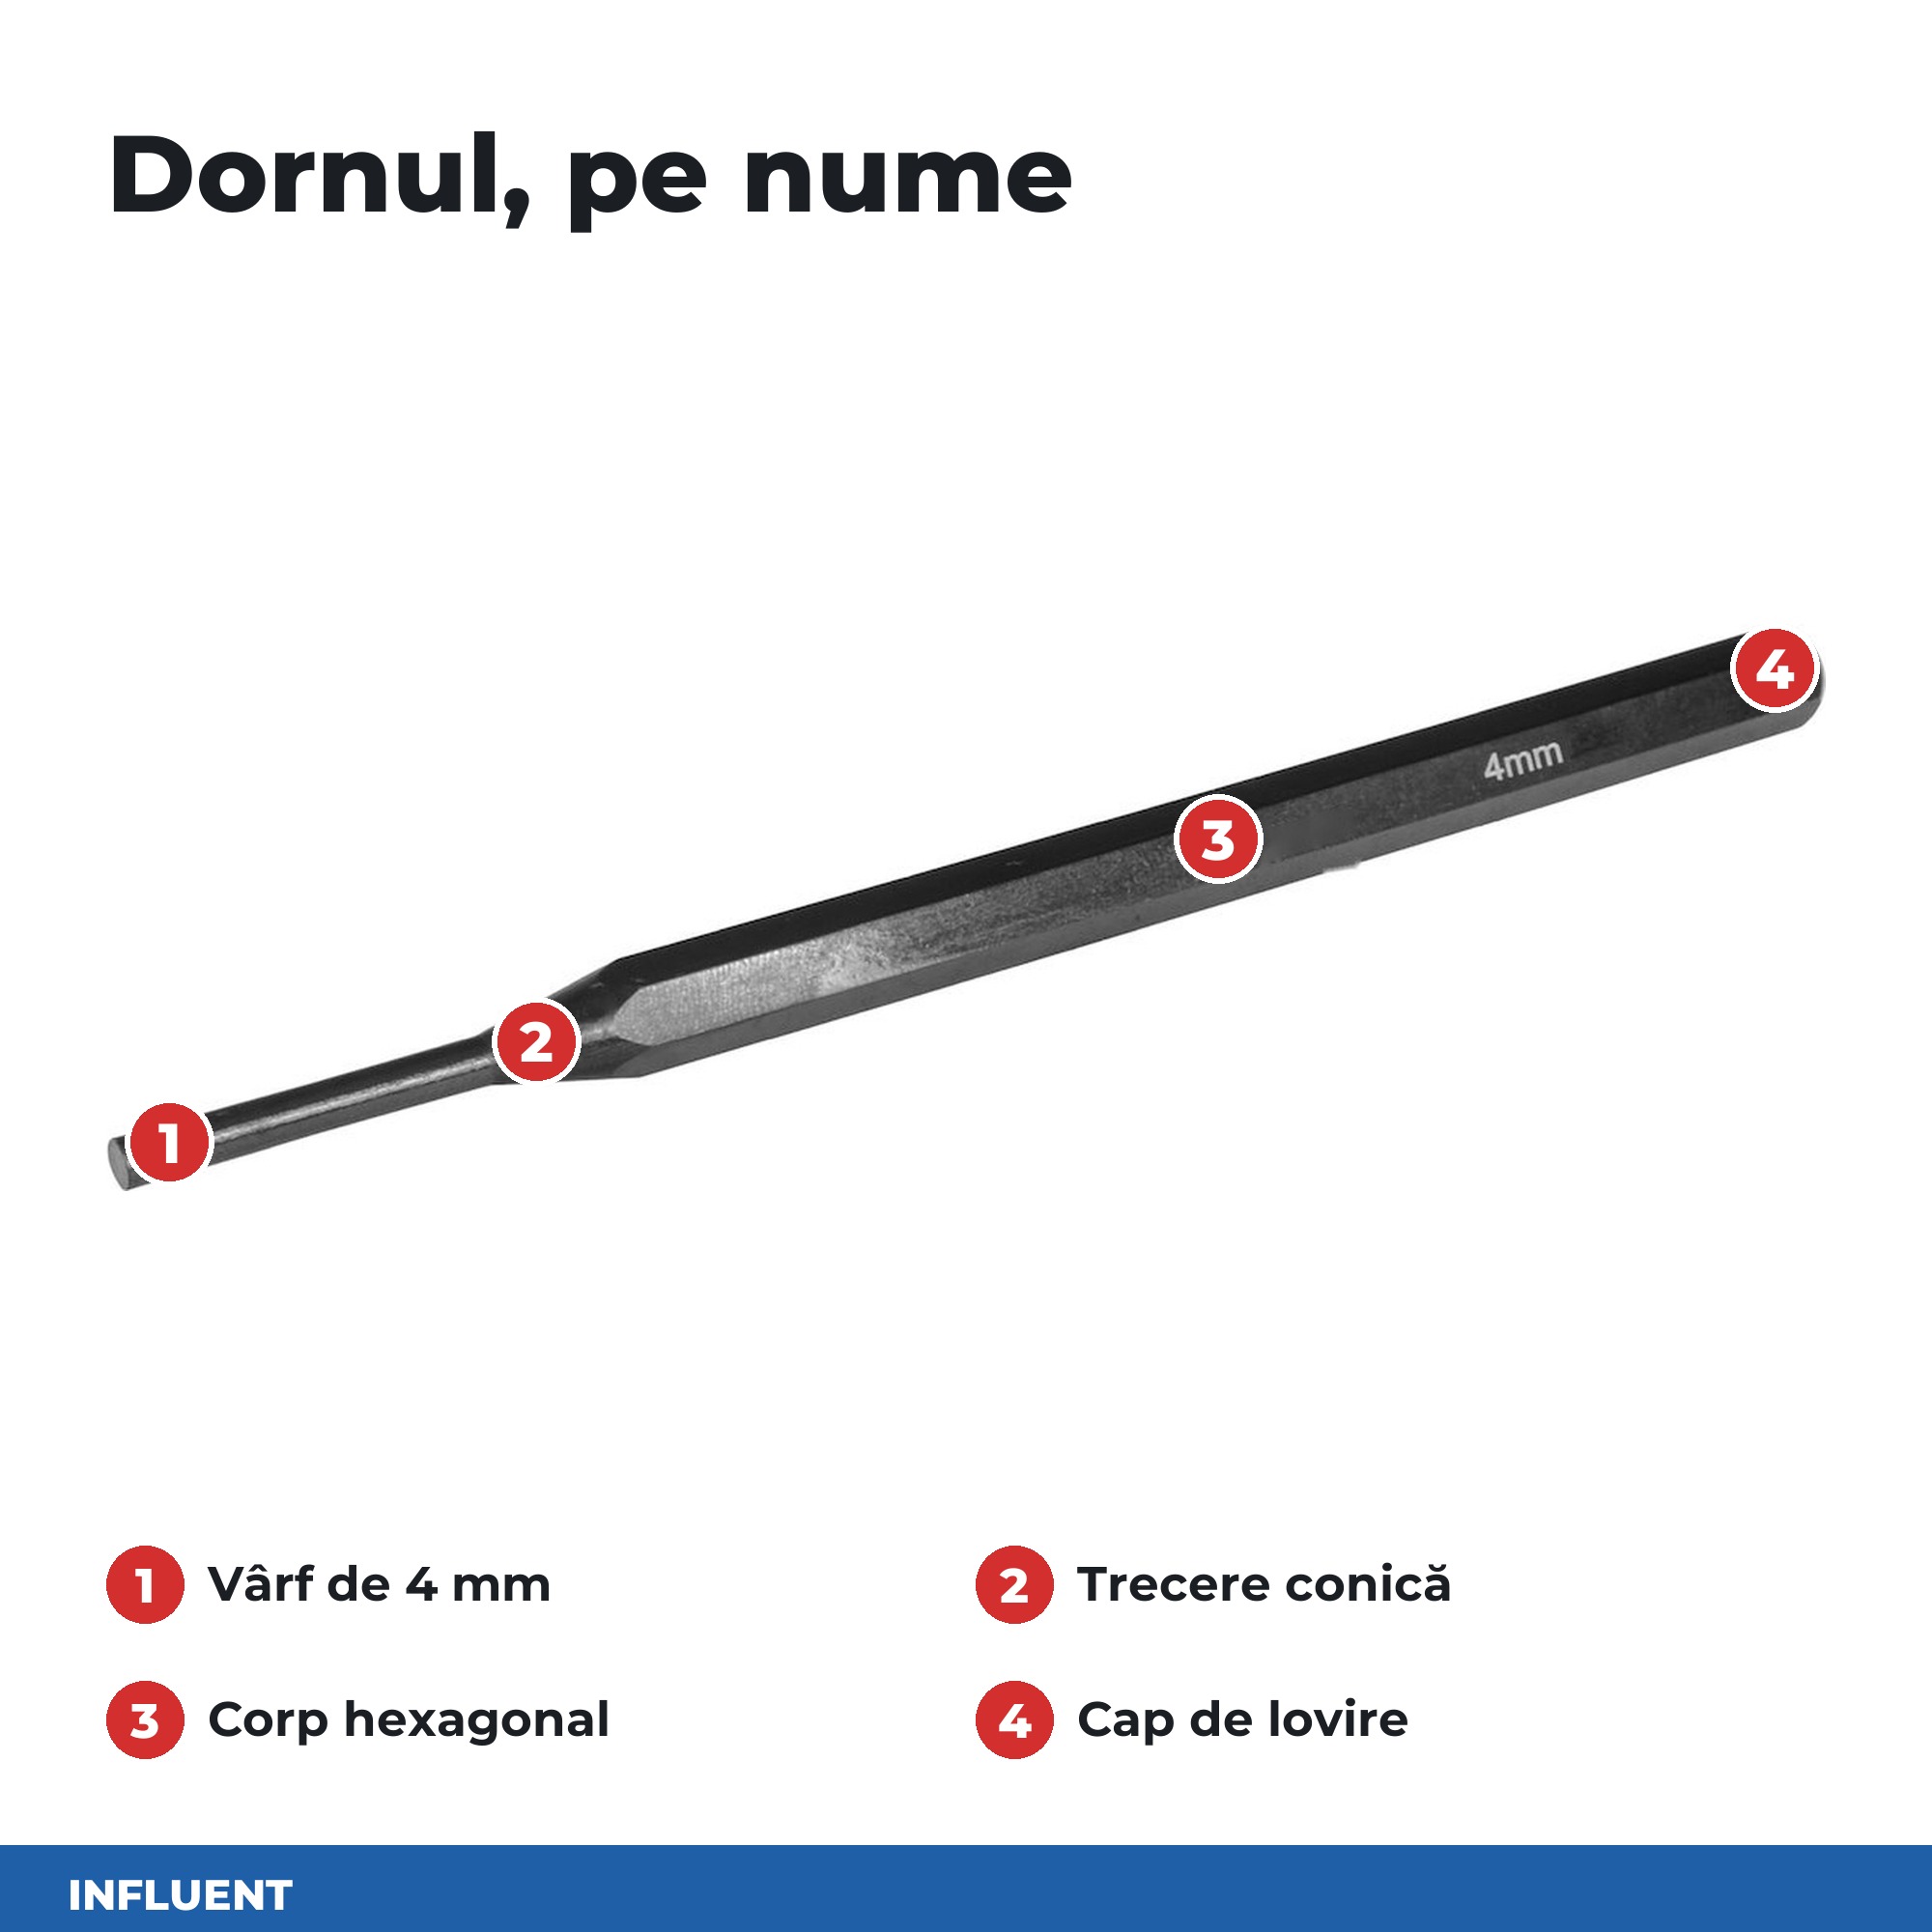 Dornul, pe nume
4
4mm
3
2
1
1 Vârf de 4 mm
2 Trecere conică
3 Corp hexagonal
4 Cap de lovire
INFLUENT